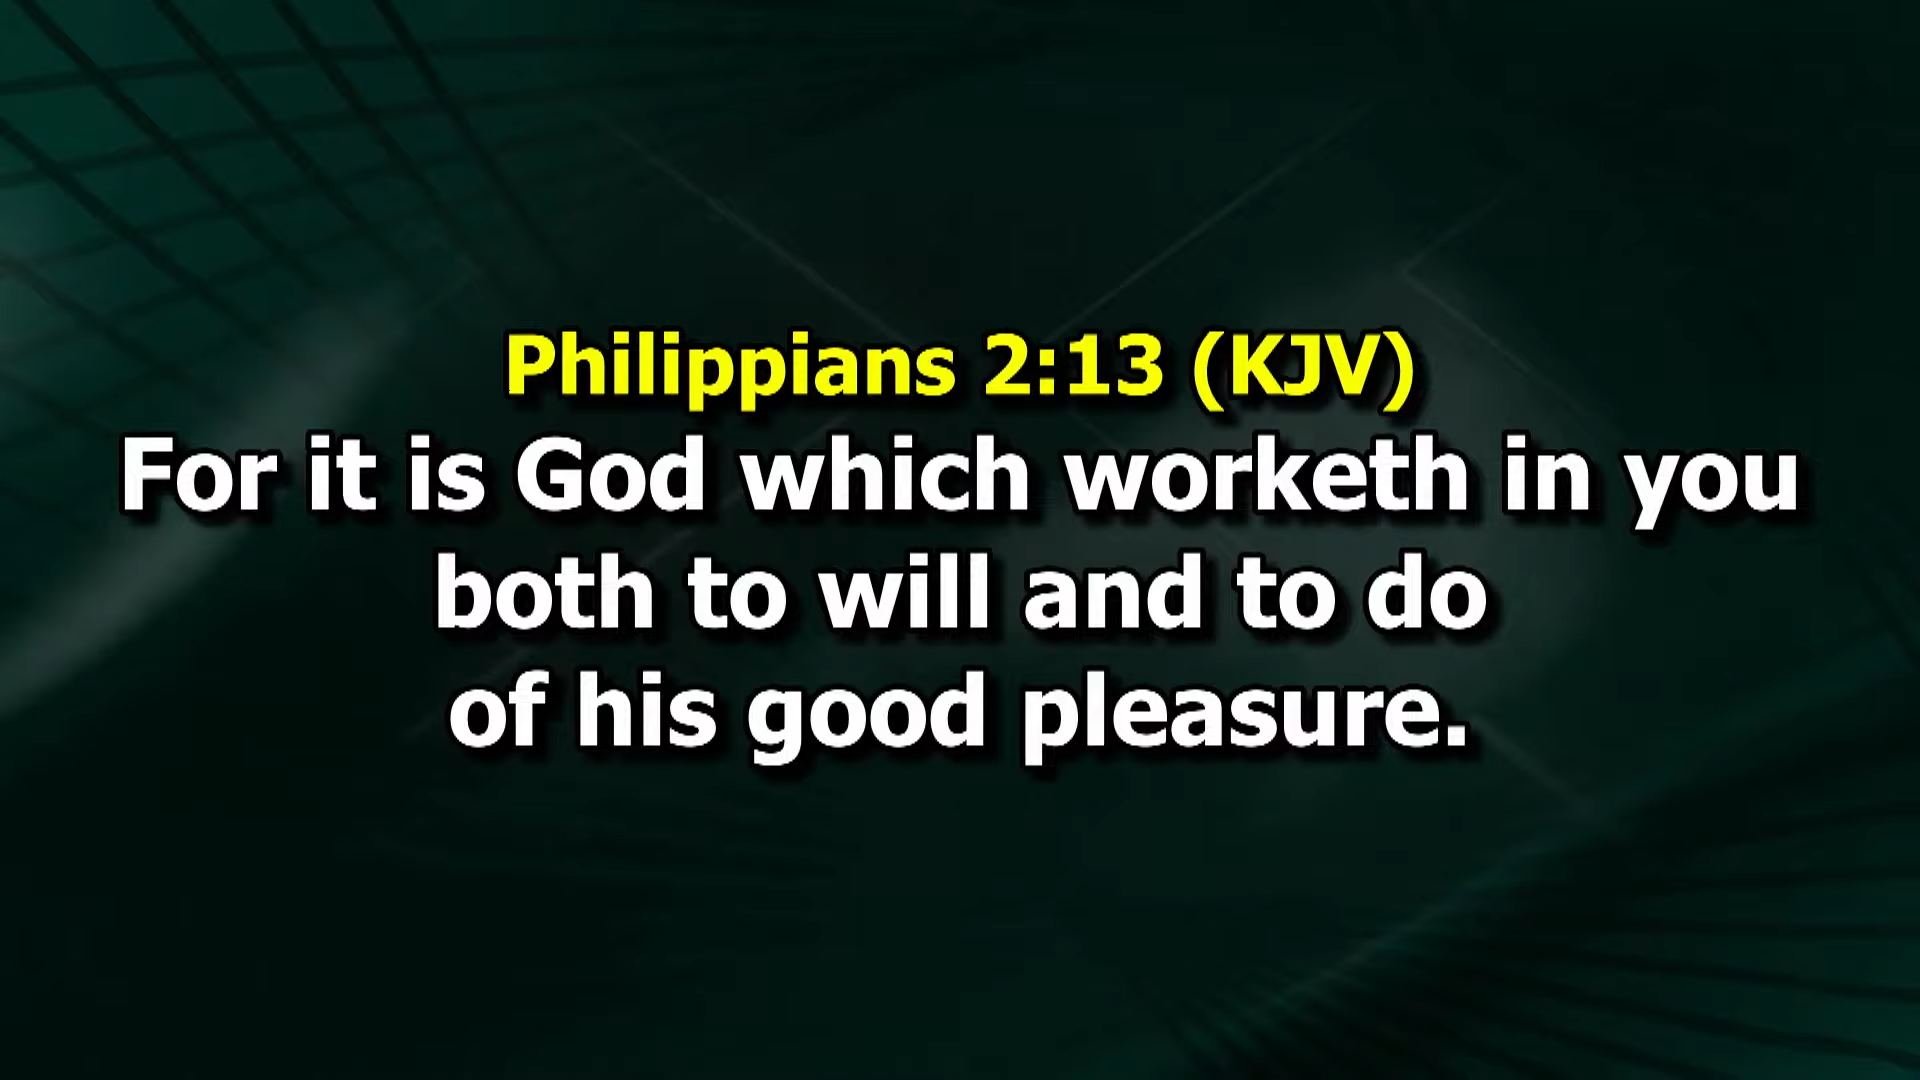 Philippians 2:13 (KJV)
For it is God which worketh in you
both to will and to do
of his good pleasure.